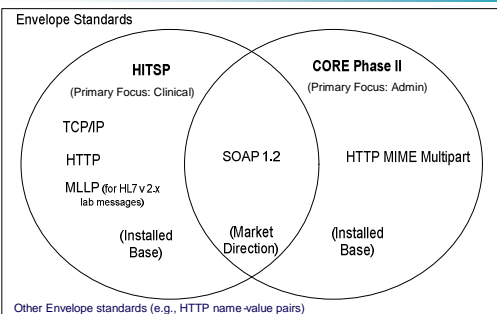 Envelope Standards
HITSP
(Primary Focus: Clinical)
CORE Phase II
(Primary Focus: Admin)
TCP/IP
HTTP
SOAP 1.2
HTTP MIME Multipart
MLLP (for HL7 v 2.x
lab messages)
(Installed
Base)
(Market
Direction)
(Installed
Base)
Other Envelope standards (e.g., HTTP name-value pairs)